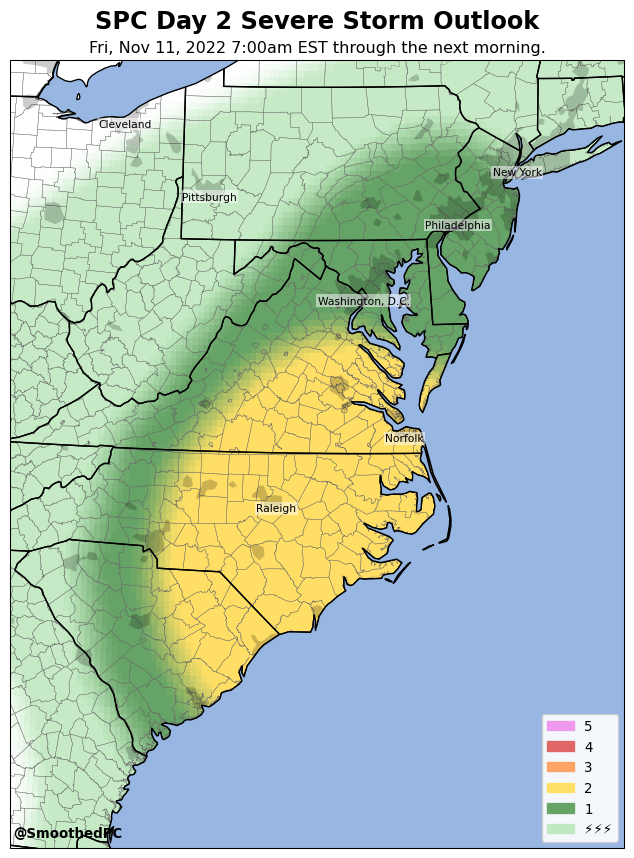 SPC Day 2 Severe Storm Outlook
Fri, Nov 11, 2022 7:00am EST through the next morning.
Cleveland
New York
Pittsburgh
Philadelphia
Washington, D.C.
Norfolk
Raleigh
5
4
3
2
1
⚡⚡⚡
@SmoothedPC